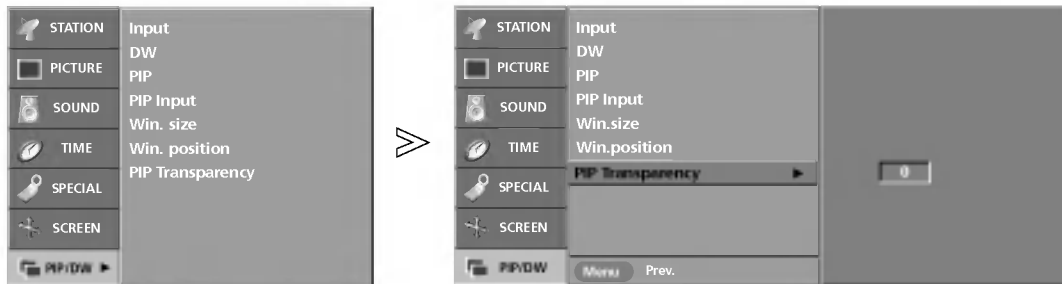 STATION
PICTURE
SOUND
TIME
SPECIAL
SCREEN
PIP/DW ►
Input
DW
PIP
PIP Input
Win. size
Win. position
PIP Transparency
STATION
PICTURE
SOUND
TIME
SPECIAL
SCREEN
PIP/DW
Input
DW
PIP
PIP Input
Win.size
Win.position
PIP Transparency ►
Menu Prev.
0